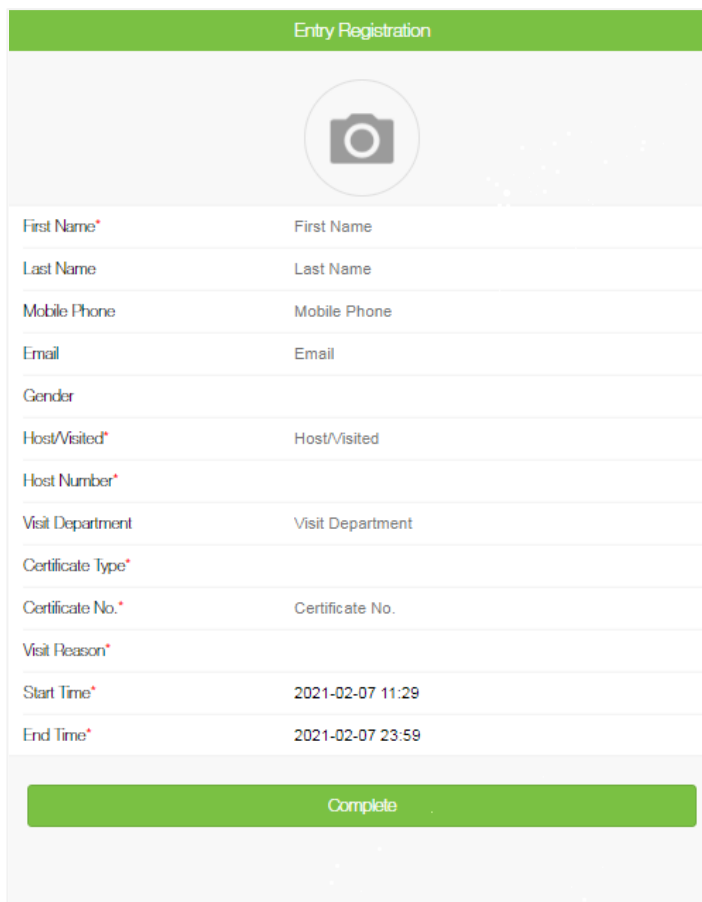 Entry Registration
First Name* First Name
Last Name Last Name
Mobile Phone Mobile Phone
Email Email
Gender
Host/Visited* Host/Visited
Host Number*
Visit Department Visit Department
Certificate Type*
Certificate No.* Certificate No.
Visit Reason*
Start Time* 2021-02-07 11:29
End Time* 2021-02-07 23:59
Complete